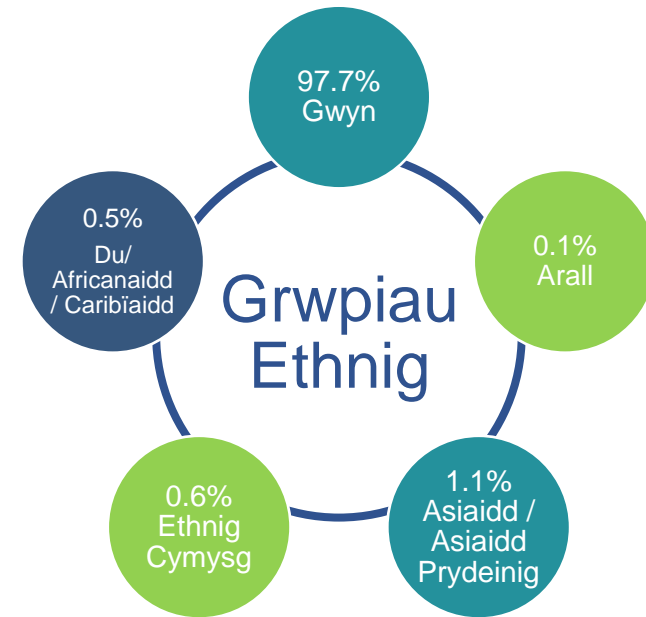 97.7%
Gwyn
0.5%
Du/
Africanaidd
/ Caribïaidd
0.1%
Arall
Grwpiau
Ethnig
0.6%
Ethnig
Cymysg
1.1%
Asiaidd /
Asiaidd
Prydeinig